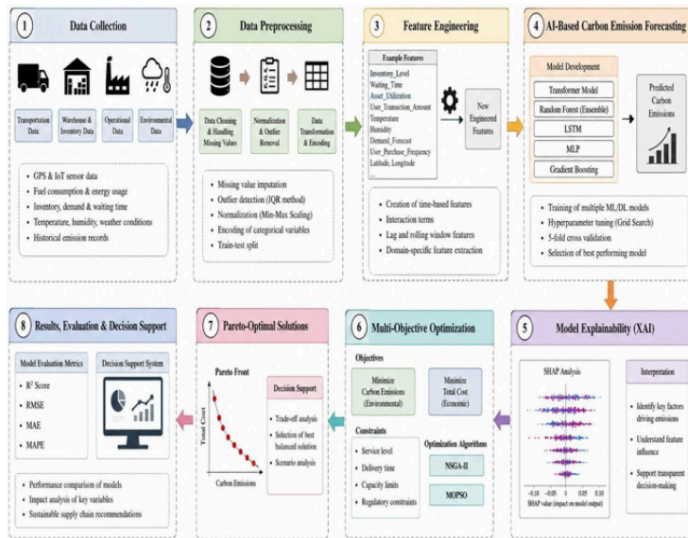 1 Data Collection
Transportation
Data
Warehouse &
Inventory Data
Operational
Data
Environmental
Data
• GPS & IoT sensor data
• Fuel consumption & energy usage
• Inventory, demand & waiting time
• Temperature, humidity, weather conditions
• Historical emission records
2 Data Preprocessing
Data Cleaning
& Handling
Missing Values
Normalization
& Outlier
Removal
Data
Transformation
& Encoding
• Missing value imputation
• Outlier detection (IQR method)
• Normalization (Min-Max Scaling)
• Encoding of categorical variables
• Train-test split
3 Feature Engineering
Example Features
Inventory_Level
Waiting_Time
Asset_Utilization
User_Transaction_Amount
Temperature
Humidity
Demand_Forecast
User_Purchase_Frequency
Latitude, Longitude
...
New
Engineered
Features
• Creation of time-based features
• Interaction terms
• Lag and rolling window features
• Domain-specific feature extraction
4 AI-Based Carbon Emission Forecasting
Model Development
Transformer Model
Random Forest (Ensemble)
LSTM
MLP
Gradient Boosting
Predicted
Carbon
Emissions
• Training of multiple ML/DL models
• Hyperparameter tuning (Grid Search)
• 5-fold cross validation
• Selection of best performing model
8 Results, Evaluation & Decision Support
Model Evaluation Metrics
• R² Score
• RMSE
• MAE
• MAPE
Decision Support System
• Performance comparison of models
• Impact analysis of key variables
• Sustainable supply chain recommendations
7 Pareto-Optimal Solutions
Pareto Front
Total Cost
Carbon Emissions
Decision Support
• Trade-off analysis
• Selection of best
balanced solution
• Scenario analysis
6 Multi-Objective Optimization
Objectives
Minimize
Carbon Emissions
(Environmental)
Minimize
Total Cost
(Economic)
Constraints
• Service level
• Delivery time
• Capacity limits
• Regulatory constraints
Optimization Algorithms
NSGA-II
MOPSO
5 Model Explainability (XAI)
SHAP Analysis
-0.10 -0.05 0 0.05 0.10
SHAP value (impact on model output)
Interpretation
• Identify key factors
driving emissions
• Understand feature
influence
• Support transparent
decision-making